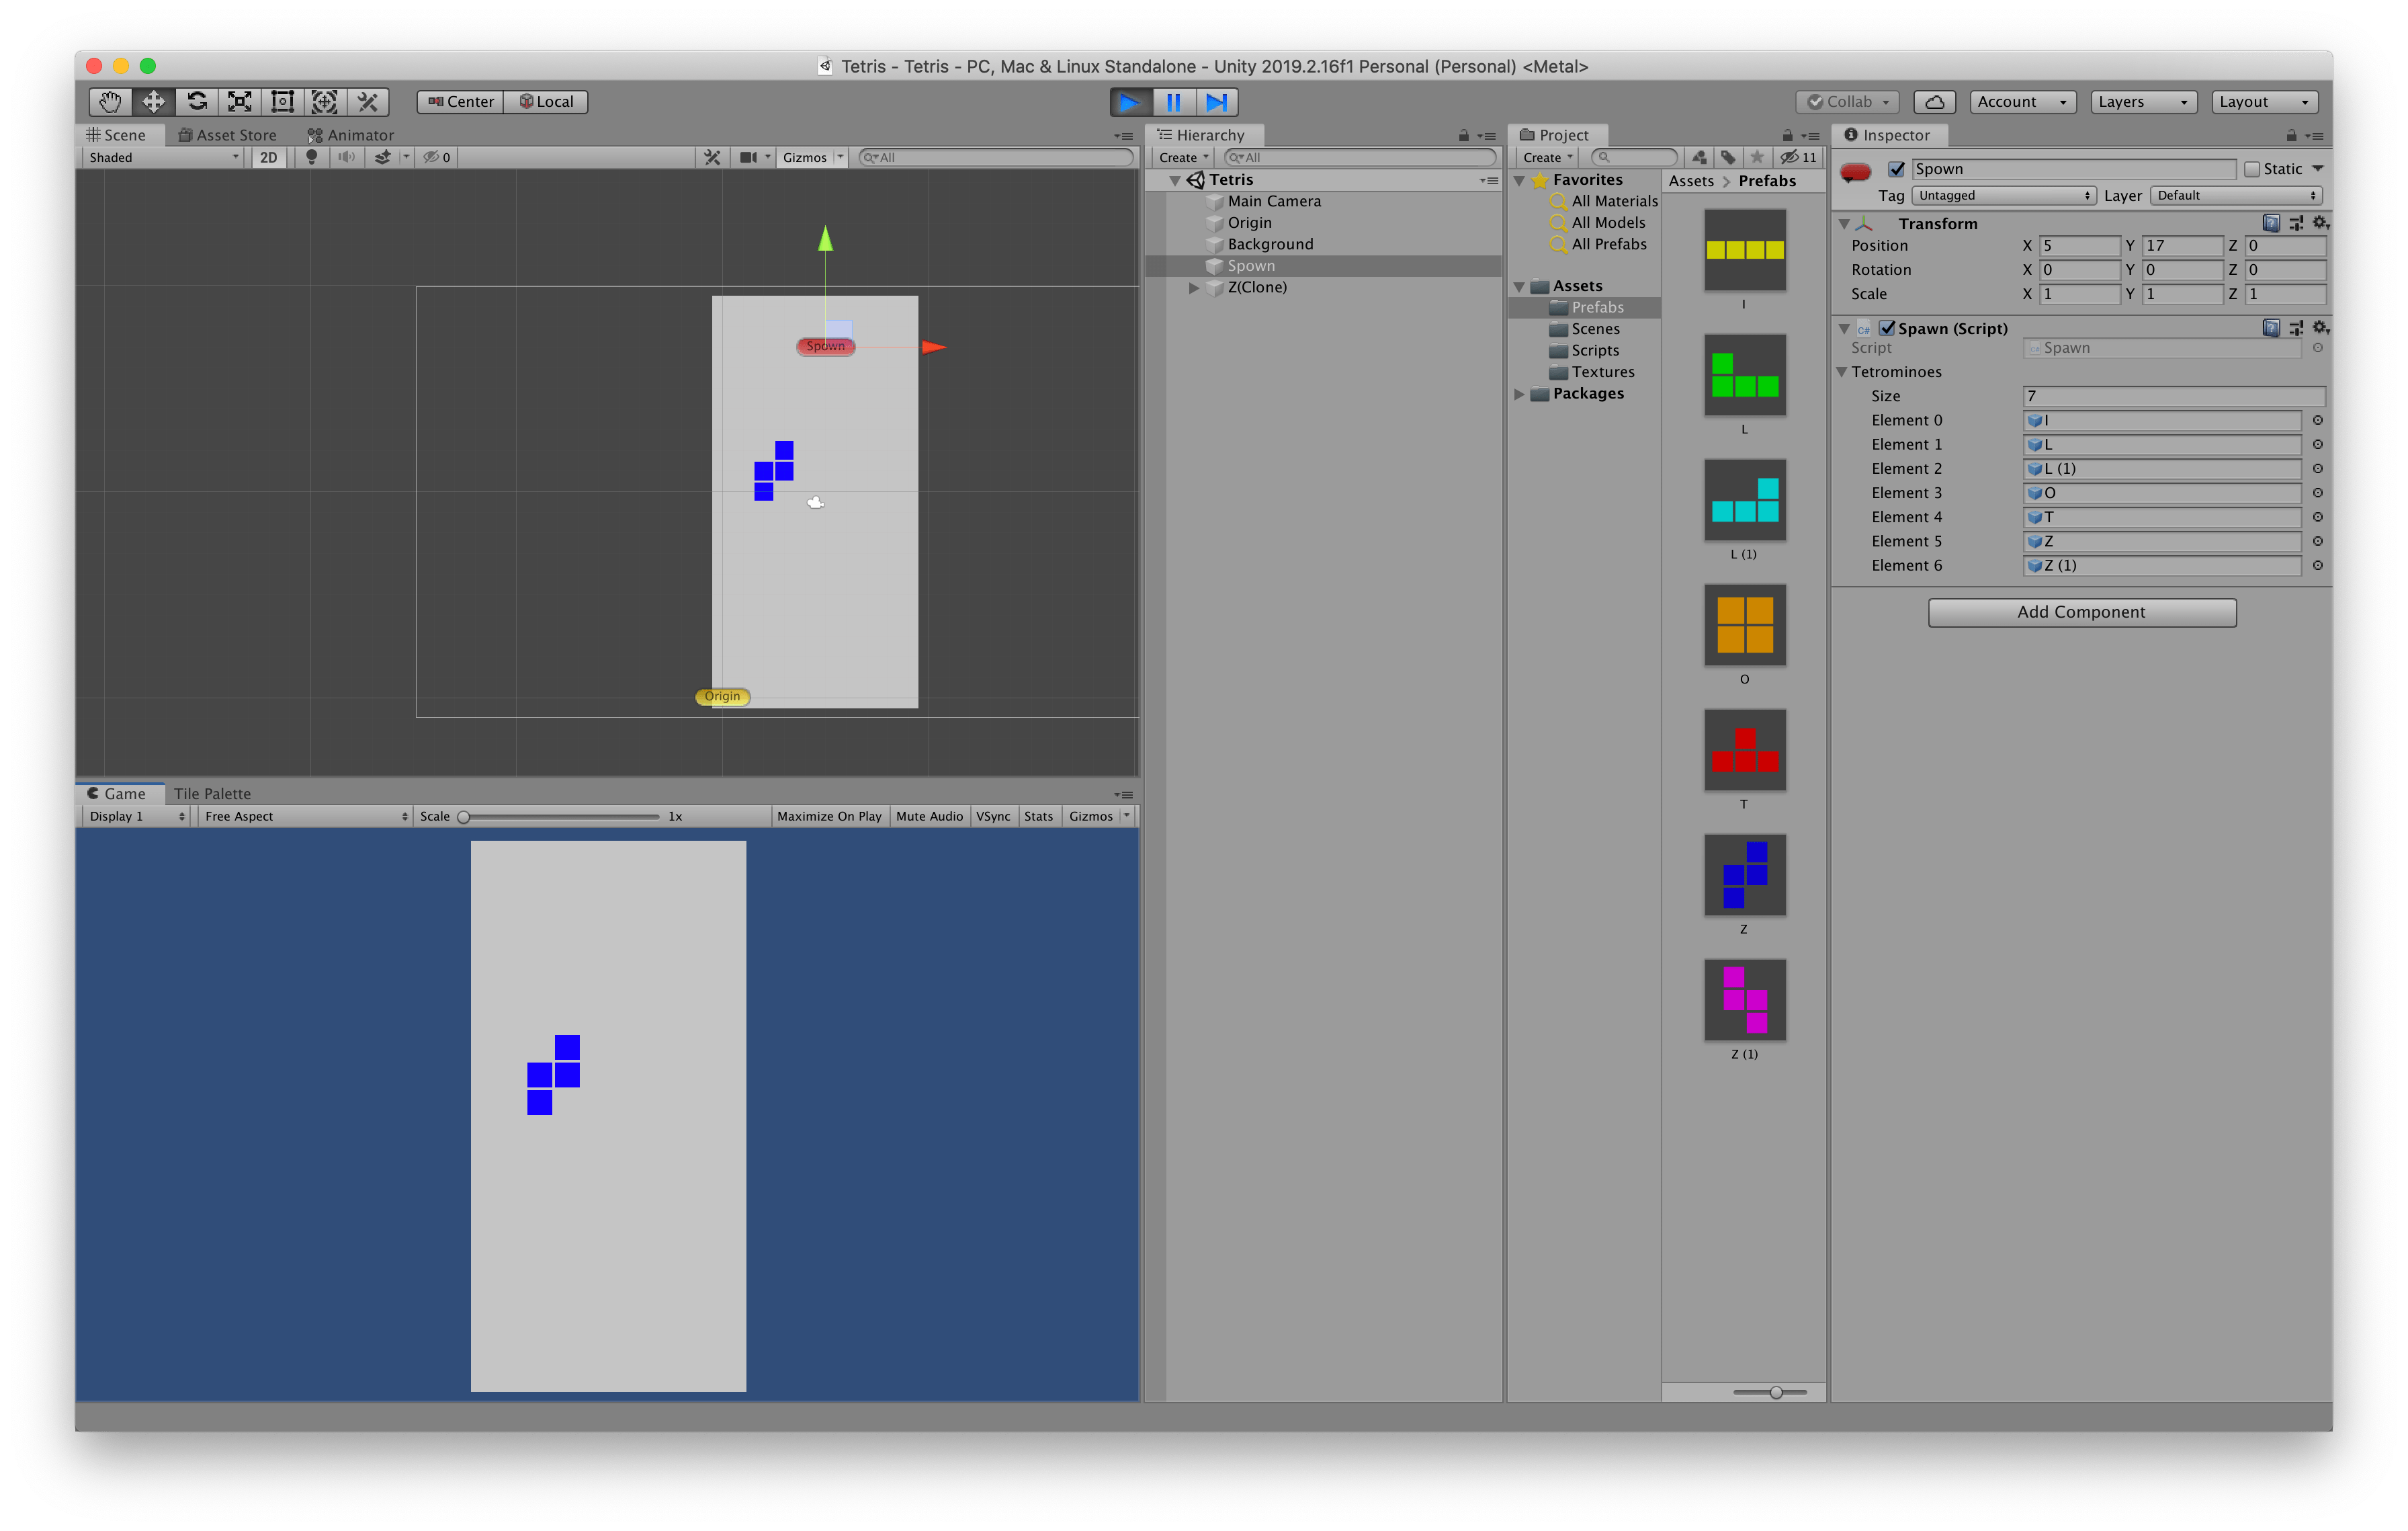 Tetris - Tetris - PC, Mac & Linux Standalone - Unity 2019.2.16f1 Personal (Personal) <Metal>
Center Local
Collab Account Layers Layout
Scene Asset Store Animator
Shaded 2D 0 Gizmos All
Spawn
Origin
Game Tile Palette
Display 1 Free Aspect Scale 1x Maximize On Play Mute Audio VSync Stats Gizmos
Hierarchy
Create All
Tetris
Main Camera
Origin
Background
Spawn
Z(Clone)
Project
Create 11
Favorites
All Materials
All Models
All Prefabs
Assets
Prefabs
Scenes
Scripts
Textures
Packages
Assets > Prefabs
I
L
L (1)
O
T
Z
Z (1)
Inspector
Spawn Static
Tag Untagged Layer Default
Transform
Position X 5 Y 17 Z 0
Rotation X 0 Y 0 Z 0
Scale X 1 Y 1 Z 1
C# Spawn (Script)
Script Spawn
Tetrominoes
Size 7
Element 0 I
Element 1 L
Element 2 L (1)
Element 3 O
Element 4 T
Element 5 Z
Element 6 Z (1)
Add Component